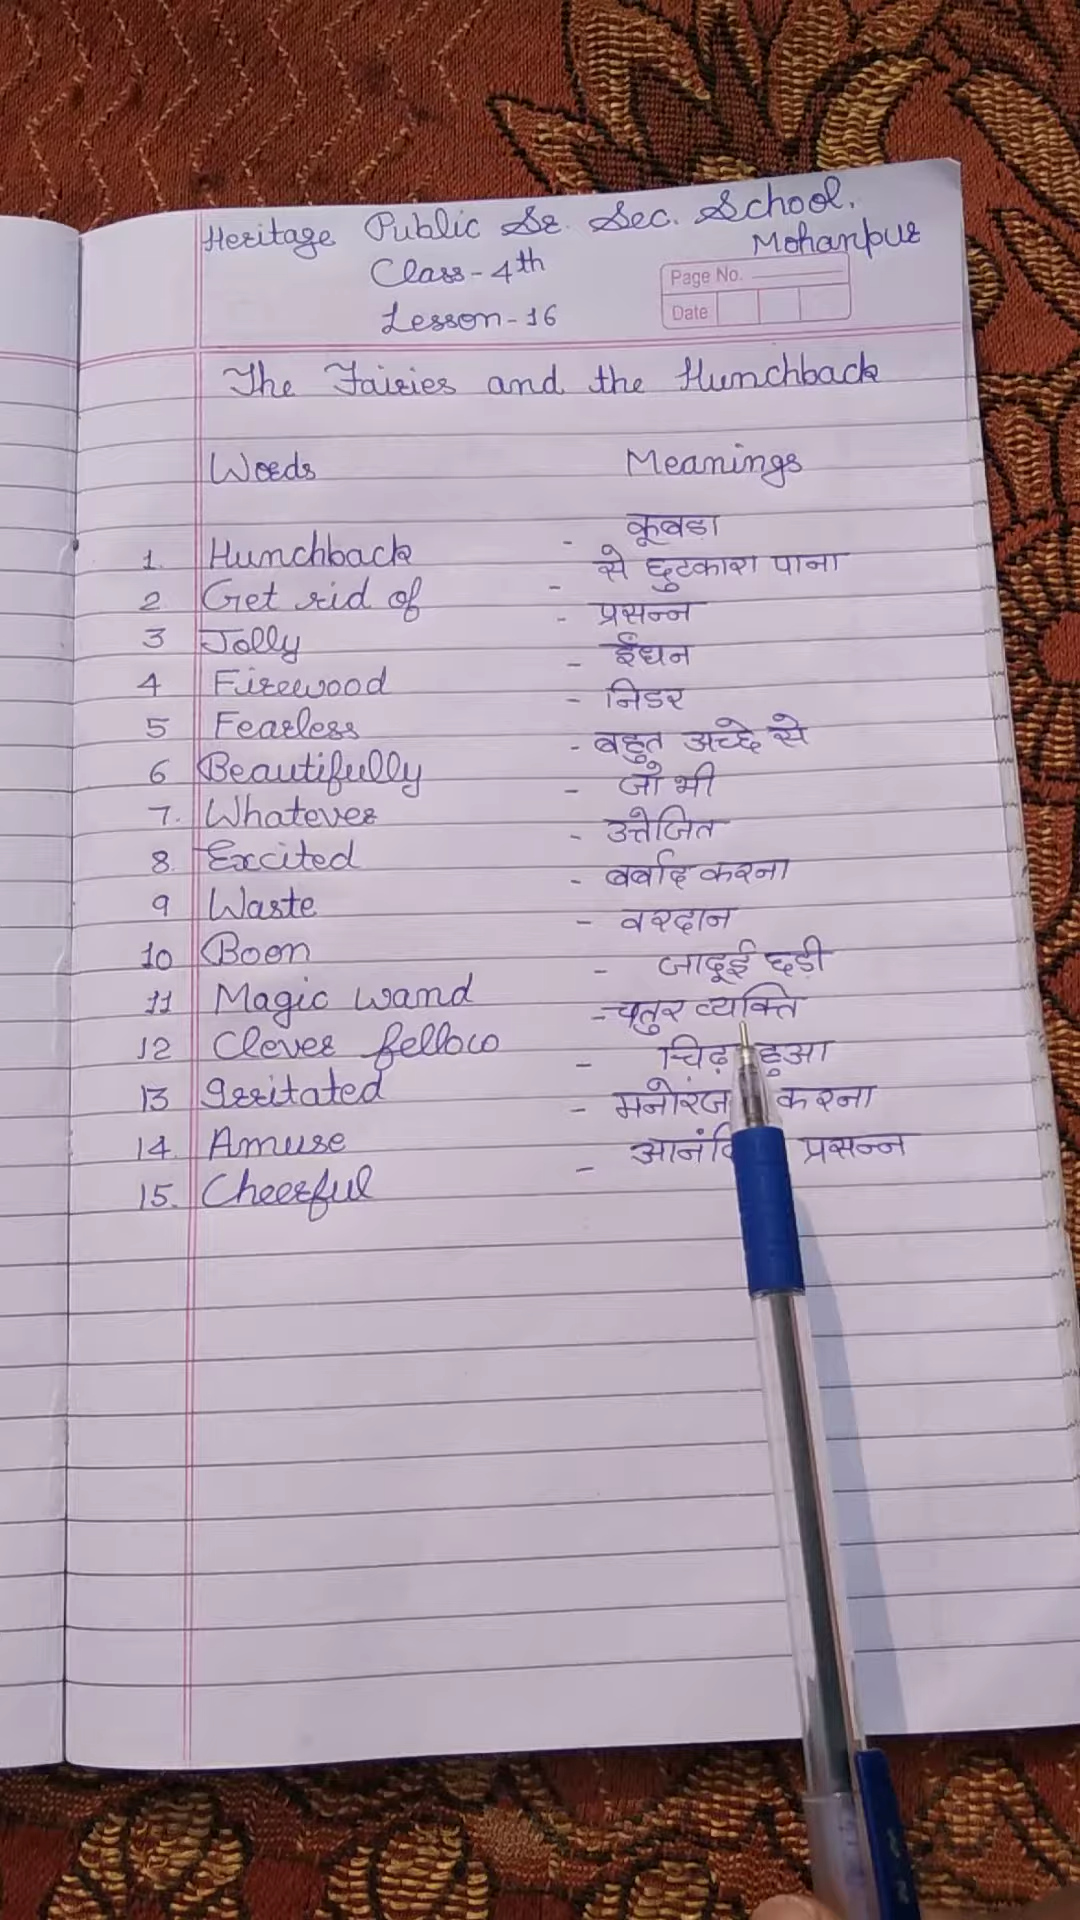 Heritage Public Sr. Sec. School.
Mohanpur
Class - 4th
Page No.
Lesson - 16
Date
The Fairies and the Hunchback
Words Meanings
1. Hunchback - कूबड़ा
2 Get rid of - से छुटकारा पाना
3 Jolly - प्रसन्न
4 Firewood - ईंधन
5 Fearless - निडर
6 Beautifully - बहुत अच्छे से
7. Whatever - जो भी
8. Excited - उत्तेजित
9 Waste - बर्बाद करना
10 Boon - वरदान
11 Magic wand - जादूई छड़ी
12 Clever fellow - चतुर व्यक्ति
13 Irritated - हुआ
14. Amuse - करना
15. Cheerful - प्रसन्न